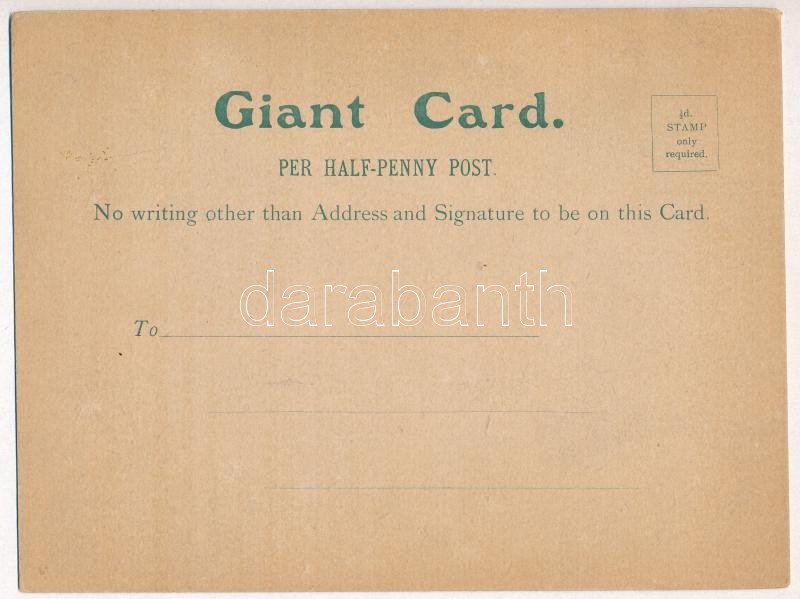 Giant Card.
½d.
STAMP
only
required.
PER HALF-PENNY POST.
No writing other than Address and Signature to be on this Card.
darabanth
To